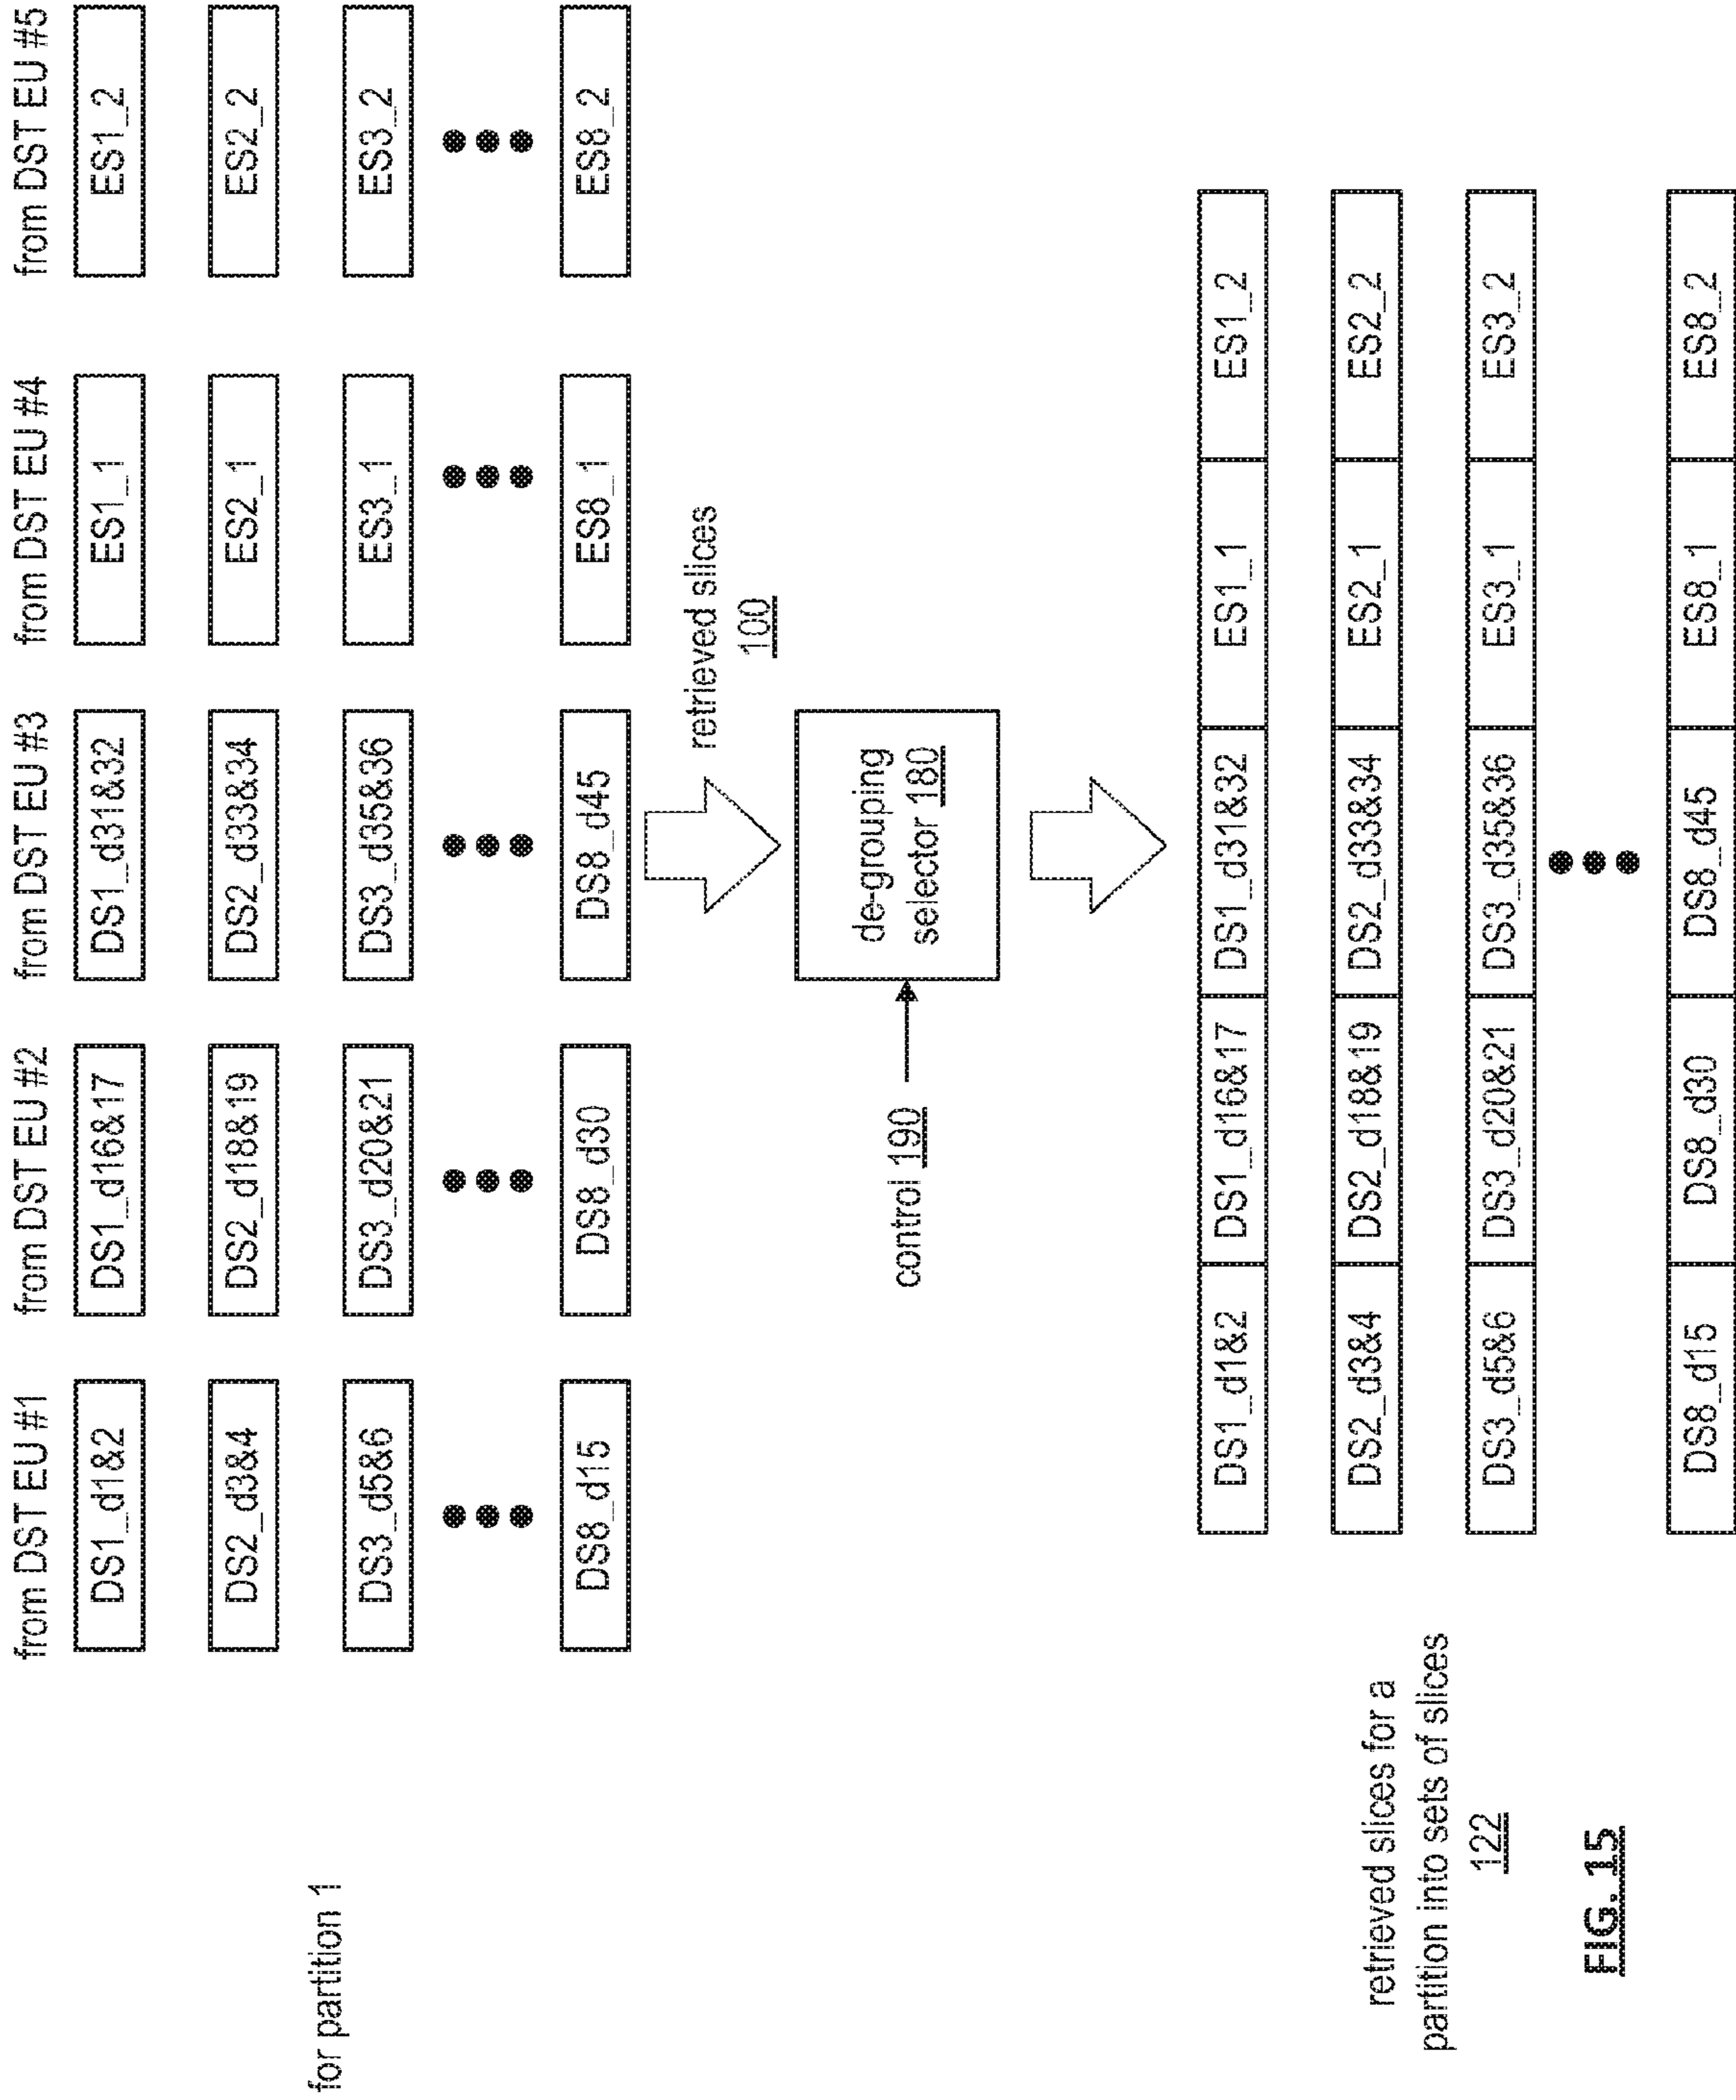 for partition 1
from DST EU #1
from DST EU #2
from DST EU #3
from DST EU #4
from DST EU #5
DS1_d1&2
DS1_d16&17
DS1_d31&32
ES1_1
ES1_2
DS2_d3&4
DS2_d18&19
DS2_d33&34
ES2_1
ES2_2
DS3_d5&6
DS3_d20&21
DS3_d35&36
ES3_1
ES3_2
DS8_d15
DS8_d30
DS8_d45
ES8_1
ES8_2
retrieved slices
100
control 190
de-grouping
selector 180
retrieved slices for a
partition into sets of slices
122
DS1_d1&2
DS1_d16&17
DS1_d31&32
ES1_1
ES1_2
DS2_d3&4
DS2_d18&19
DS2_d33&34
ES2_1
ES2_2
DS3_d5&6
DS3_d20&21
DS3_d35&36
ES3_1
ES3_2
DS8_d15
DS8_d30
DS8_d45
ES8_1
ES8_2
FIG. 15